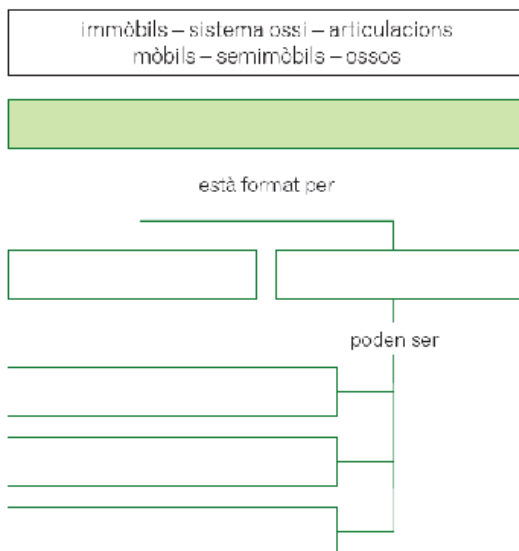 immòbils – sistema ossi – articulacions
mòbils – semimòbils – ossos
està format per
poden ser